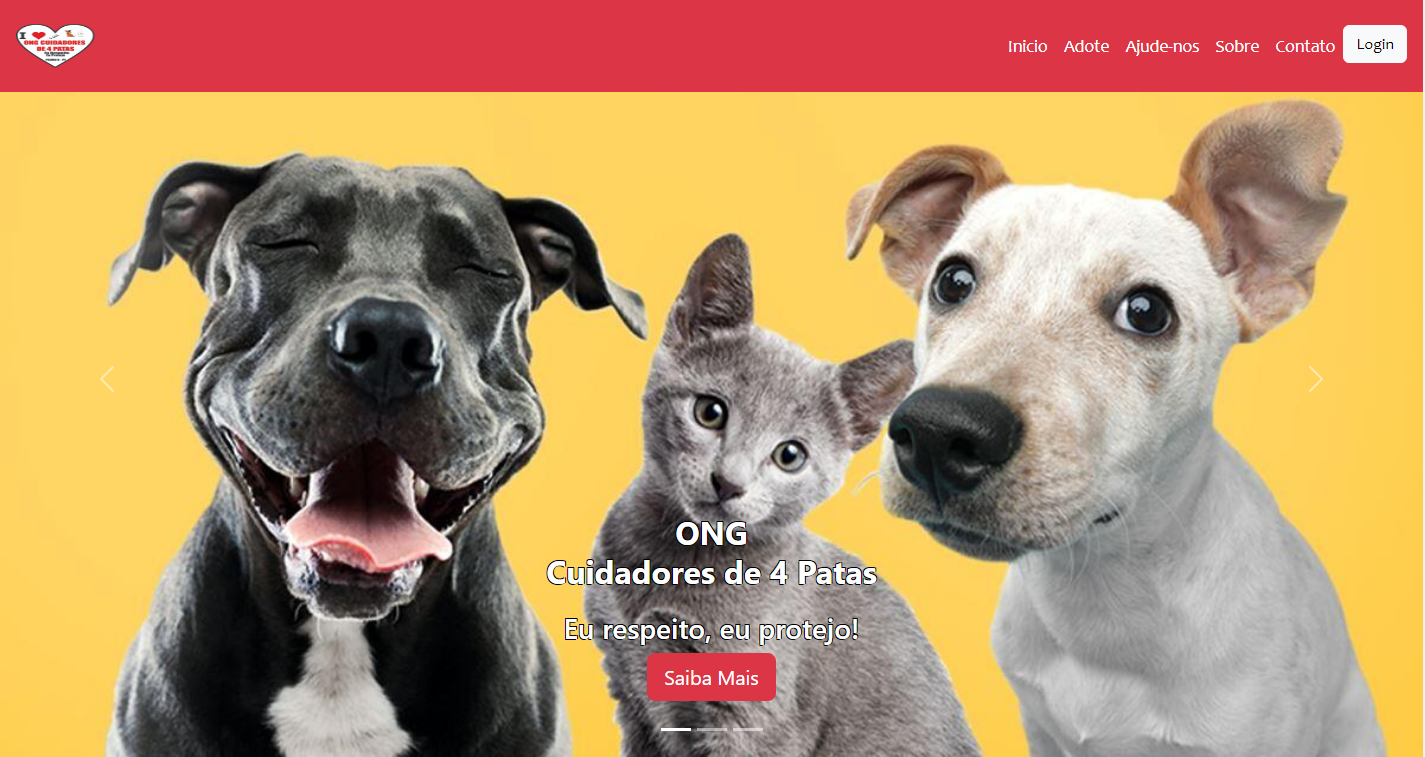 I
ONG CUIDADORES
DE 4 PATAS
Inicio
Adote
Ajude-nos
Sobre
Contato
Login
ONG
Cuidadores de 4 Patas
Eu respeito, eu protejo!
Saiba Mais